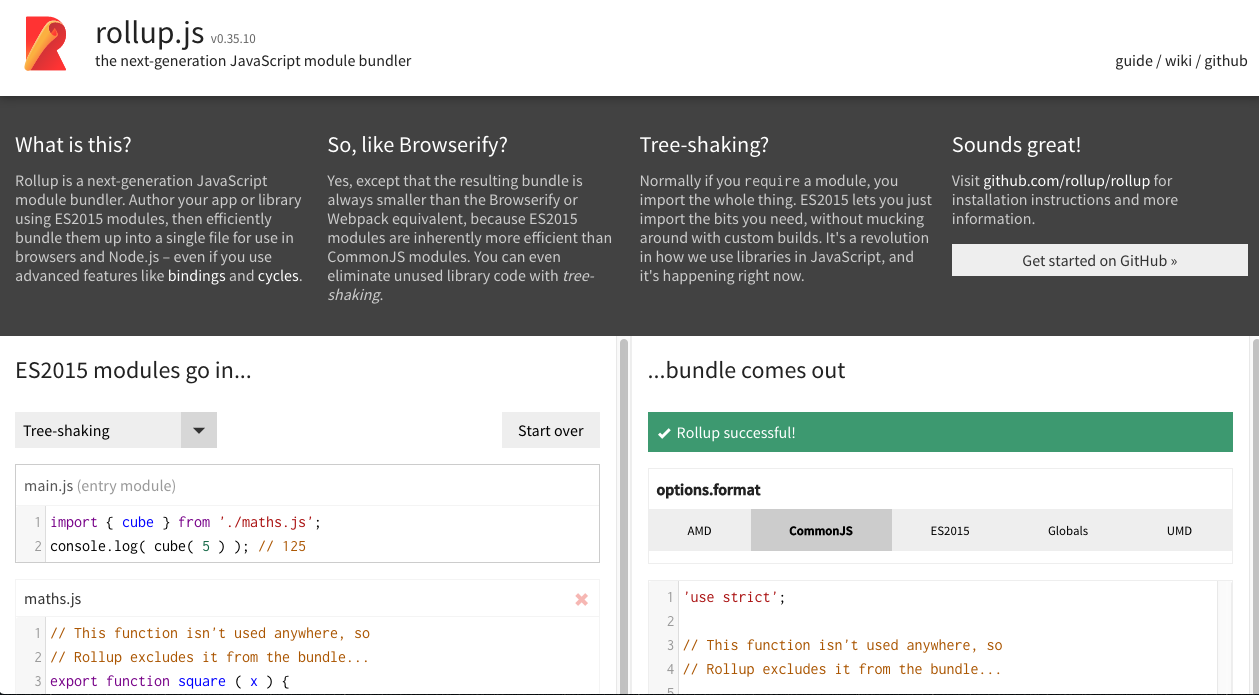 rollup.js v0.35.10
the next-generation JavaScript module bundler
guide / wiki / github
What is this?
Rollup is a next-generation JavaScript
module bundler. Author your app or library
using ES2015 modules, then efficiently
bundle them up into a single file for use in
browsers and Node.js – even if you use
advanced features like bindings and cycles.
So, like Browserify?
Yes, except that the resulting bundle is
always smaller than the Browserify or
Webpack equivalent, because ES2015
modules are inherently more efficient than
CommonJS modules. You can even
eliminate unused library code with tree-
shaking.
Tree-shaking?
Normally if you require a module, you
import the whole thing. ES2015 lets you just
import the bits you need, without mucking
around with custom builds. It's a revolution
in how we use libraries in JavaScript, and
it's happening right now.
Sounds great!
Visit github.com/rollup/rollup for
installation instructions and more
information.
Get started on GitHub »
ES2015 modules go in...
Tree-shaking
Start over
main.js (entry module)
1 import { cube } from './maths.js';
2 console.log( cube( 5 ) ); // 125
maths.js
1 // This function isn't used anywhere, so
2 // Rollup excludes it from the bundle...
3 export function square ( x ) {
...bundle comes out
✔ Rollup successful!
options.format
AMD CommonJS ES2015 Globals UMD
1 'use strict';
2
3 // This function isn't used anywhere, so
4 // Rollup excludes it from the bundle...
5